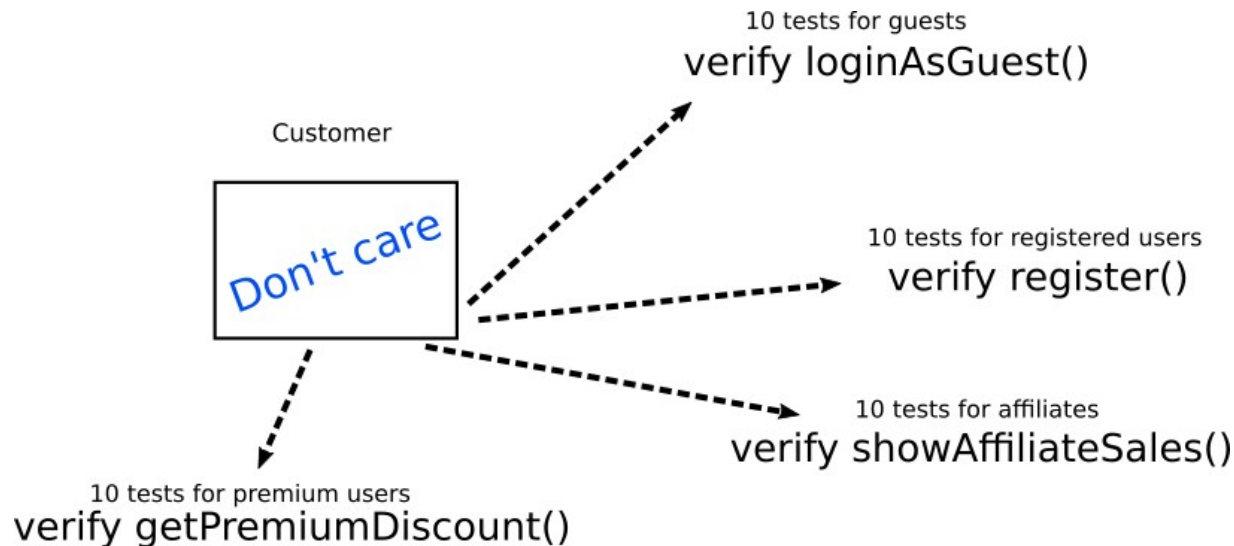 10 tests for guests
verify loginAsGuest()
Customer
Don't care
10 tests for registered users
verify register()
10 tests for affiliates
verify showAffiliateSales()
10 tests for premium users
verify getPremiumDiscount()